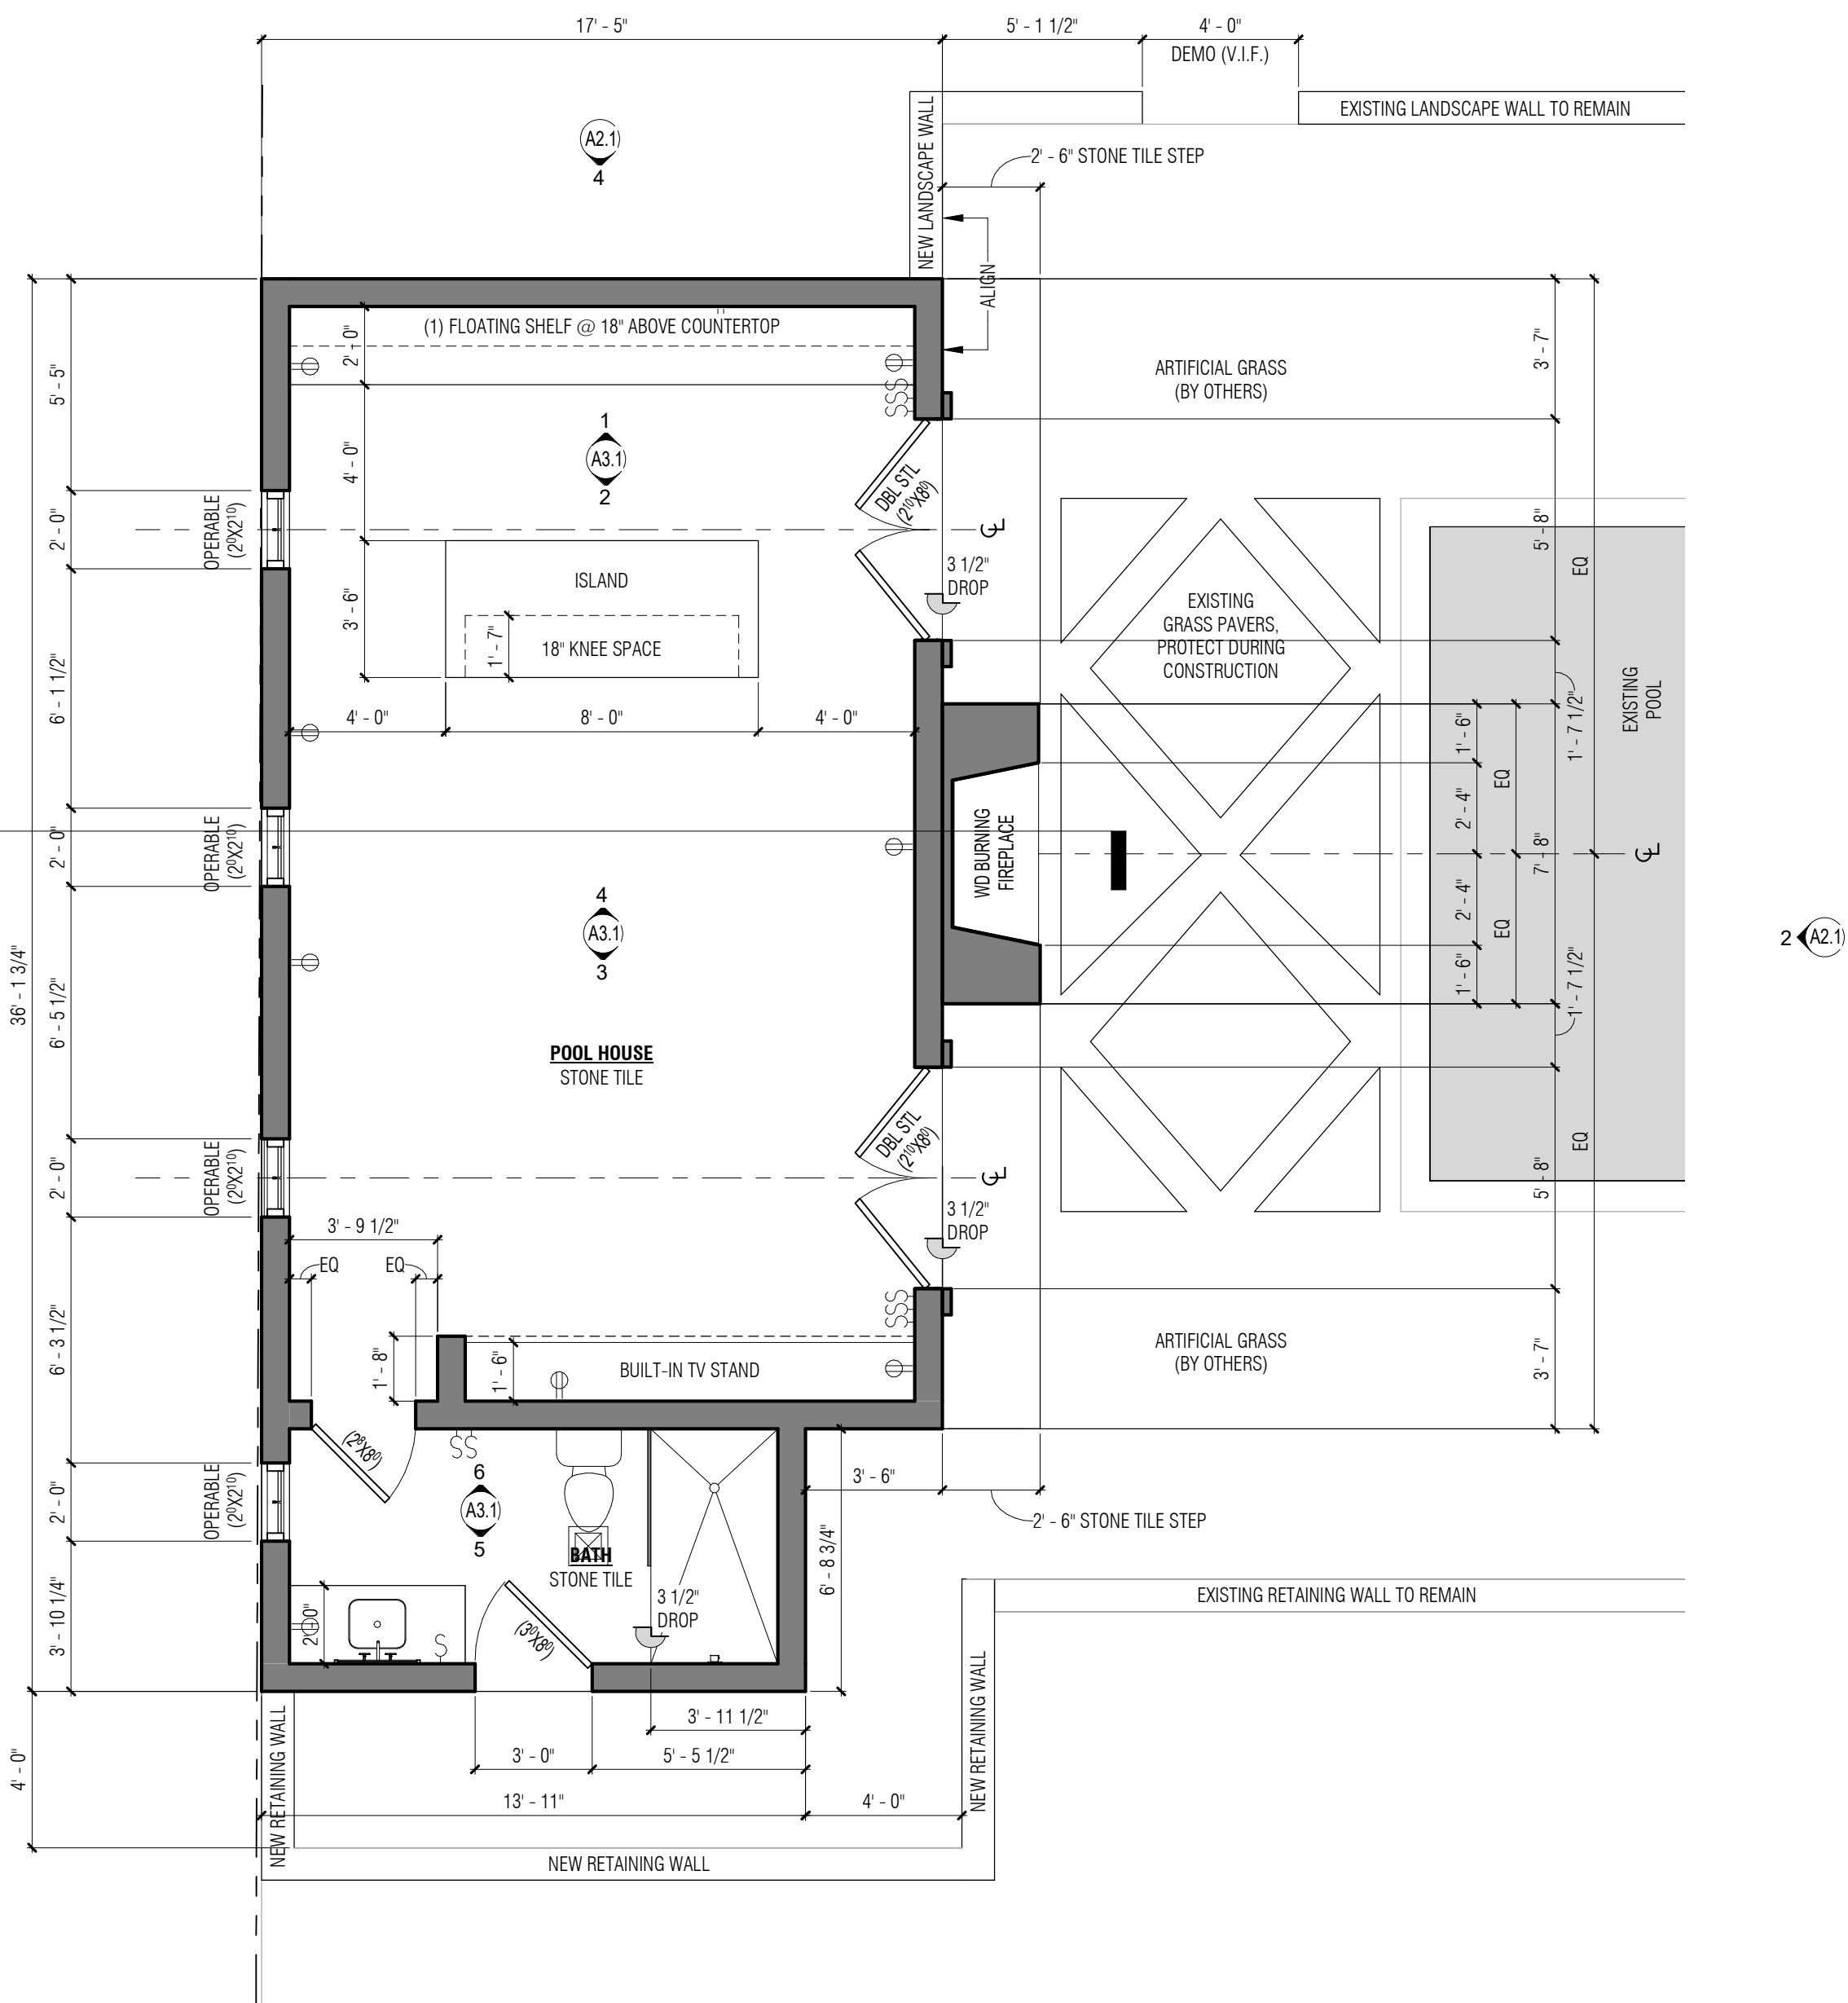 17' - 5"
5' - 1 1/2"
4' - 0"
DEMO (V.I.F.)
NEW LANDSCAPE WALL
EXISTING LANDSCAPE WALL TO REMAIN
A2.1)
4
2' - 6" STONE TILE STEP
ALIGN
(1) FLOATING SHELF @ 18" ABOVE COUNTERTOP
2' - 0"
5' - 5"
3' - 7"
ARTIFICIAL GRASS
(BY OTHERS)
SSS
1
A3.1)
2
4' - 0"
DBL STL
(2¹⁰X8⁰)
OPERABLE
(2⁰X2¹⁰)
2' - 0"
5' - 8"
EQ
3 1/2"
DROP
ISLAND
3' - 6"
1' - 7"
18" KNEE SPACE
EXISTING
GRASS PAVERS,
PROTECT DURING
CONSTRUCTION
6' - 1 1/2"
EXISTING
POOL
4' - 0"
8' - 0"
4' - 0"
1' - 6"
1' - 7 1/2"
EQ
OPERABLE
(2⁰X2¹⁰)
2' - 0"
WD BURNING
FIREPLACE
2' - 4"
7' - 8"
2' - 4"
EQ
4
A3.1)
3
2
A2.1)
36' - 1 3/4"
6' - 5 1/2"
1' - 6"
1' - 7 1/2"
POOL HOUSE
STONE TILE
DBL STL
(2¹⁰X8⁰)
OPERABLE
(2⁰X2¹⁰)
2' - 0"
EQ
5' - 8"
3 1/2"
DROP
3' - 9 1/2"
EQ
EQ
SSS
6' - 3 1/2"
1' - 8"
1' - 6"
BUILT-IN TV STAND
ARTIFICIAL GRASS
(BY OTHERS)
3' - 7"
(2⁸X8⁰)
SS
6
A3.1)
5
3' - 6"
2' - 6" STONE TILE STEP
OPERABLE
(2⁰X2¹⁰)
2' - 0"
BATH
STONE TILE
6' - 8 3/4"
3 1/2"
DROP
EXISTING RETAINING WALL TO REMAIN
3' - 10 1/4"
2' - 0"
S
(3⁰X8⁰)
NEW RETAINING WALL
NEW RETAINING WALL
3' - 11 1/2"
3' - 0"
5' - 5 1/2"
4' - 0"
13' - 11"
4' - 0"
NEW RETAINING WALL